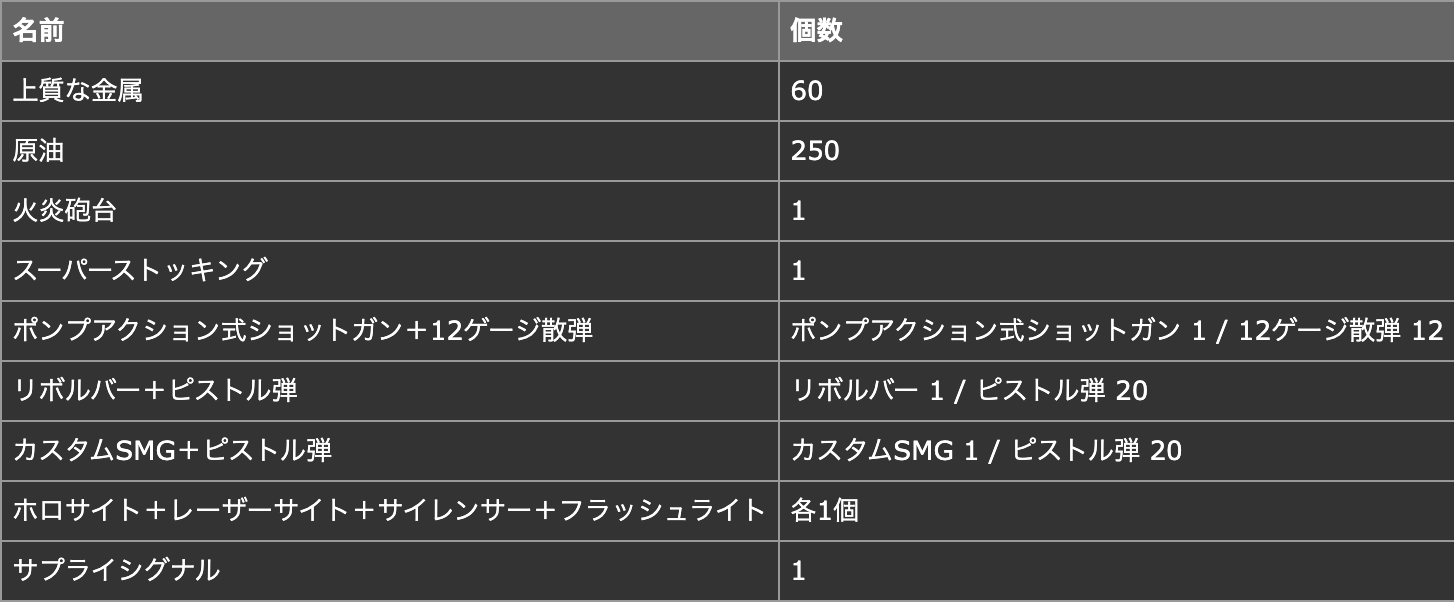 名前 個数
上質な金属 60
原油 250
火炎砲台 1
スーパーストッキング 1
ポンプアクション式ショットガン＋12ゲージ散弾 ポンプアクション式ショットガン 1 / 12ゲージ散弾 12
リボルバー＋ピストル弾 リボルバー 1 / ピストル弾 20
カスタムSMG＋ピストル弾 カスタムSMG 1 / ピストル弾 20
ホロサイト＋レーザーサイト＋サイレンサー＋フラッシュライト 各1個
サプライシグナル 1